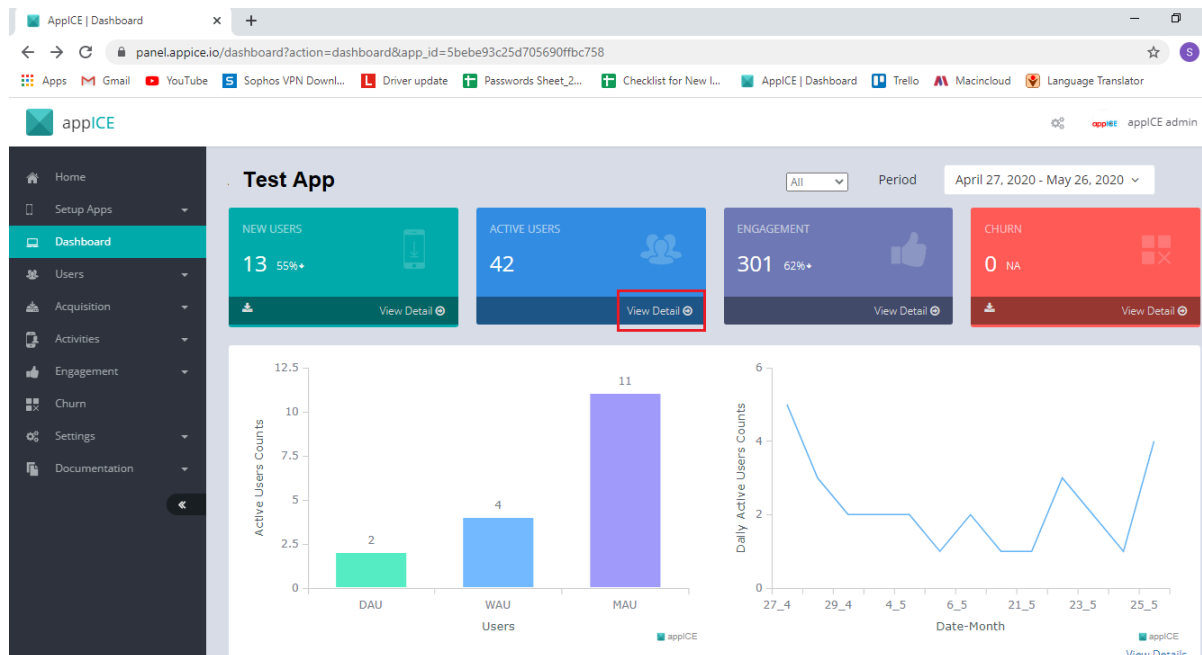 AppICE | Dashboard
panel.appice.io/dashboard?action=dashboard&app_id=5bebe93c25d705690ffbc758
S
Apps Gmail YouTube Sophos VPN Downl... Driver update Passwords Sheet_2... Checklist for New I... AppICE | Dashboard Trello Macincloud Language Translator
appICE
appICE appICE admin
Home
Setup Apps
Dashboard
Users
Acquisition
Activities
Engagement
Churn
Settings
Documentation
Test App
All
Period
April 27, 2020 - May 26, 2020
NEW USERS
13 55%
View Detail
ACTIVE USERS
42
View Detail
ENGAGEMENT
301 62%
View Detail
CHURN
0 NA
View Detail
12.5
10
7.5
5
2.5
0
Active Users Counts
2
4
11
DAU WAU MAU
Users
appICE
6
4
2
0
Daily Active Users Counts
27_4 29_4 4_5 6_5 21_5 23_5 25_5
Date-Month
appICE
View Details